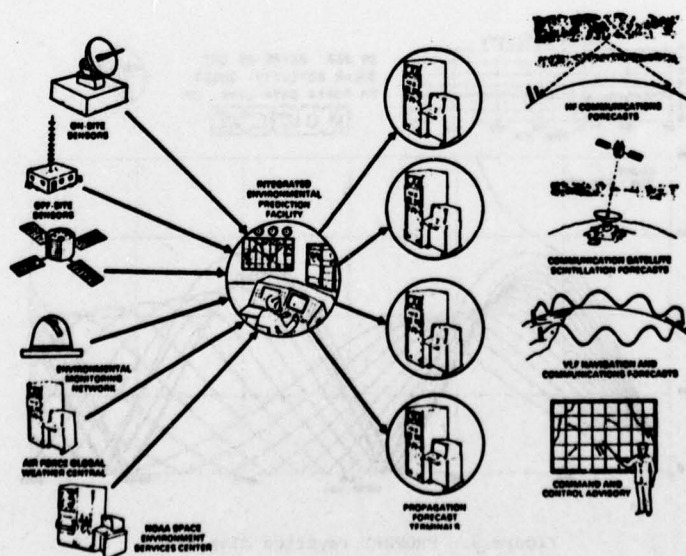 ON-SITE
SENSORS
OFF-SITE
SENSORS
ENVIRONMENTAL
MONITORING
NETWORK
AIR FORCE GLOBAL
WEATHER CENTRAL
NOAA SPACE
ENVIRONMENT
SERVICES CENTER
INTEGRATED
ENVIRONMENTAL
PREDICTION
FACILITY
PROPAGATION
FORECAST
TERMINALS
HF COMMUNICATIONS
FORECASTS
COMMUNICATION SATELLITE
SCINTILLATION FORECASTS
VLF NAVIGATION AND
COMMUNICATIONS FORECASTS
COMMAND AND
CONTROL ADVISORY